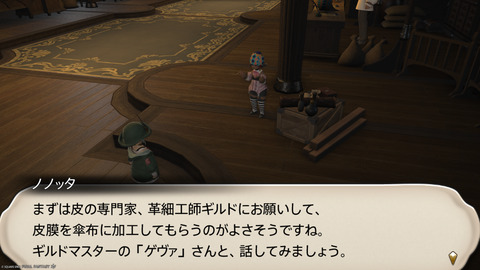 ノノッタ
まずは皮の専門家、革細工師ギルドにお願いして、
皮膜を傘布に加工してもらうのがよさそうですね。
ギルドマスターの「ゲヴァ」さんと、話してみましょう。